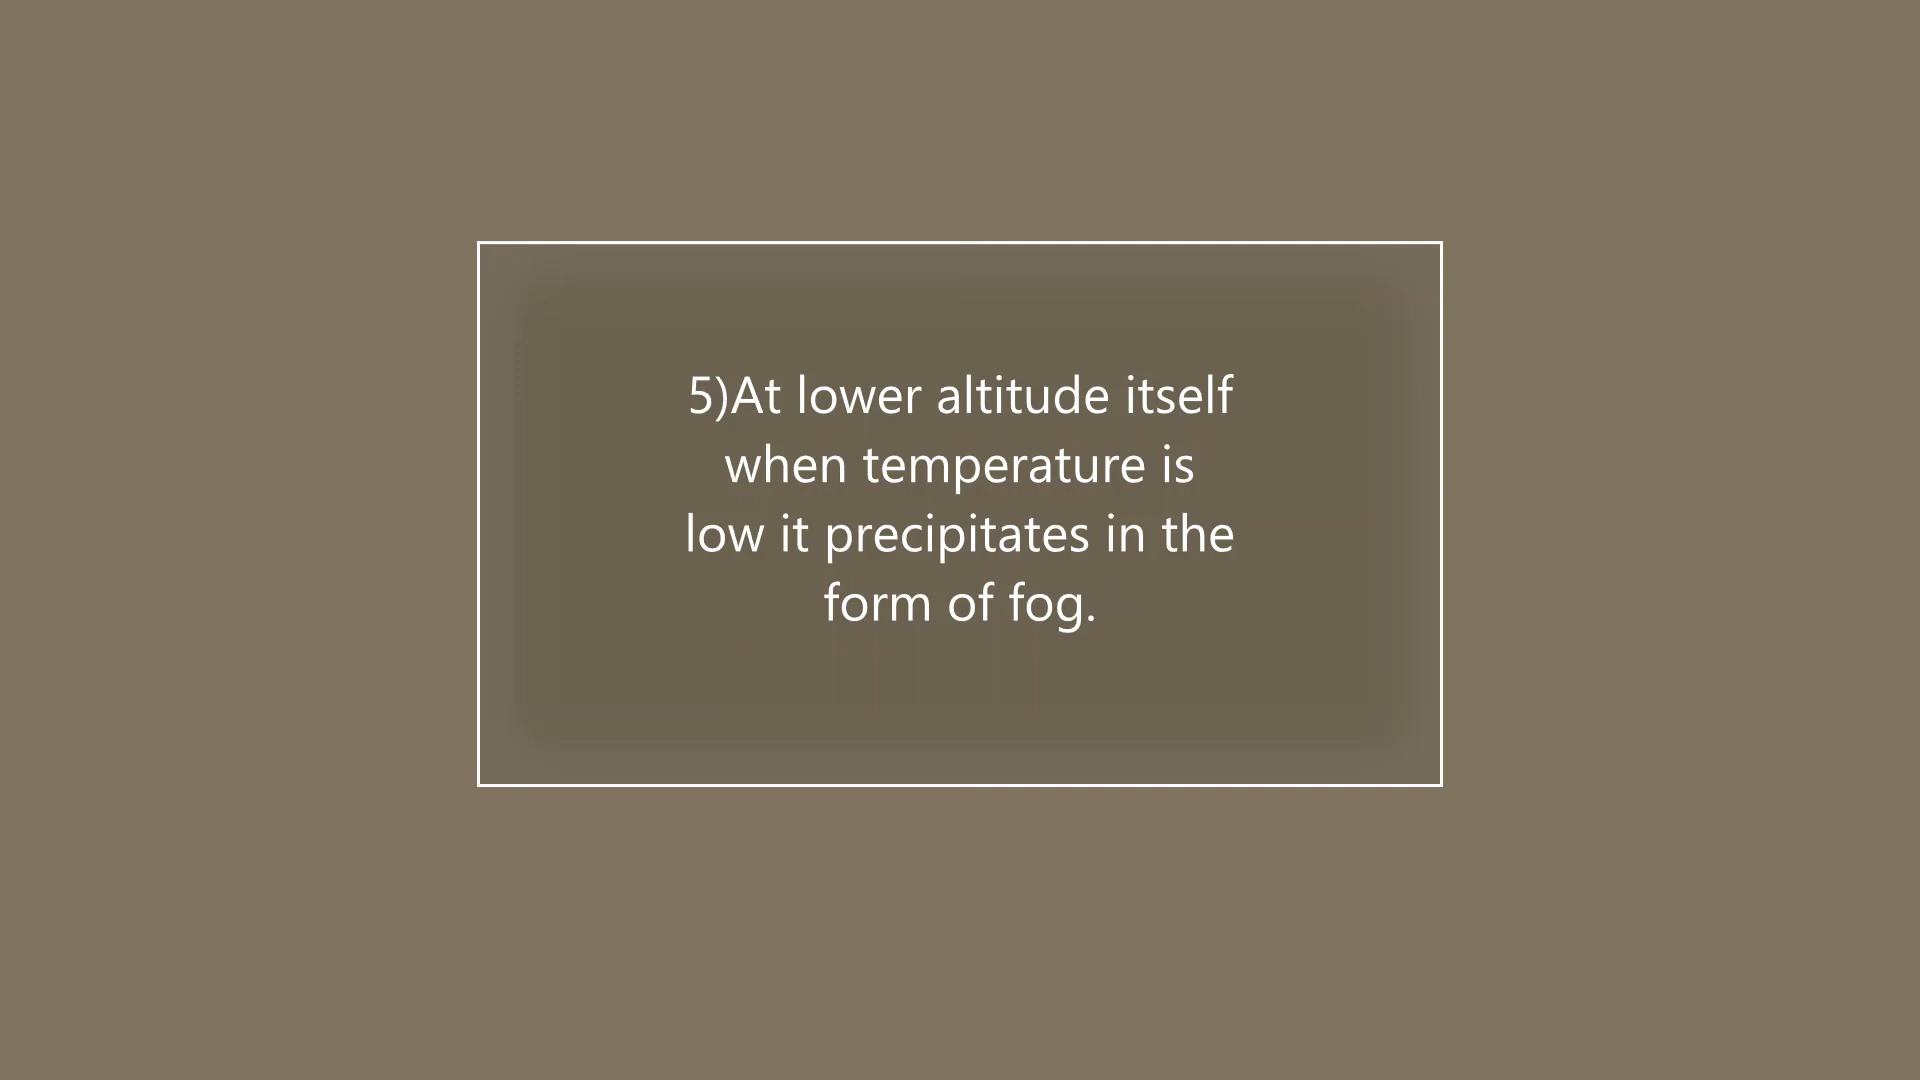 5)At lower altitude itself
when temperature is
low it precipitates in the
form of fog.